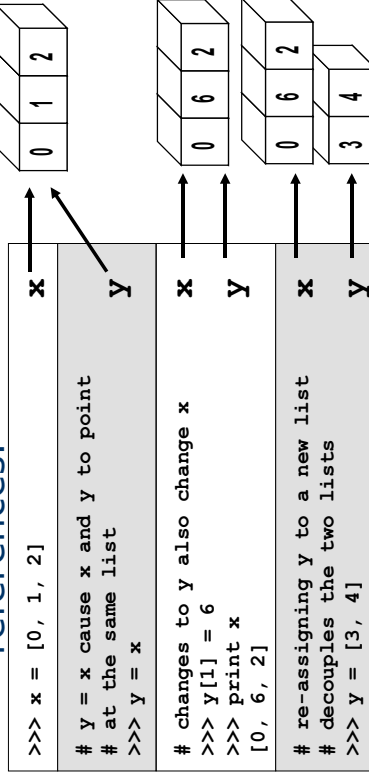 references.
>>> x = [0, 1, 2]
x
0 1 2
# y = x cause x and y to point
# at the same list
>>> y = x
y
# changes to y also change x
>>> y[1] = 6
>>> print x
[0, 6, 2]
x
y
0 6 2
# re-assigning y to a new list
# decouples the two lists
>>> y = [3, 4]
x
y
0 6 2
3 4